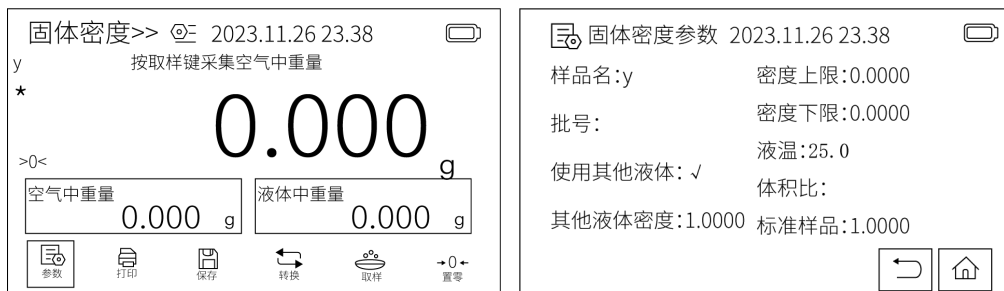 固体密度>> 2023.11.26 23.38
y
按取样键采集空气中重量
*
0.000
g
>0<
空气中重量
0.000 g
液体中重量
0.000 g
参数
打印
保存
转换
取样
→0←
置零
固体密度参数 2023.11.26 23.38
样品名:y
批号:
使用其他液体: √
其他液体密度:1.0000
密度上限:0.0000
密度下限:0.0000
液温:25.0
体积比:
标准样品:1.0000